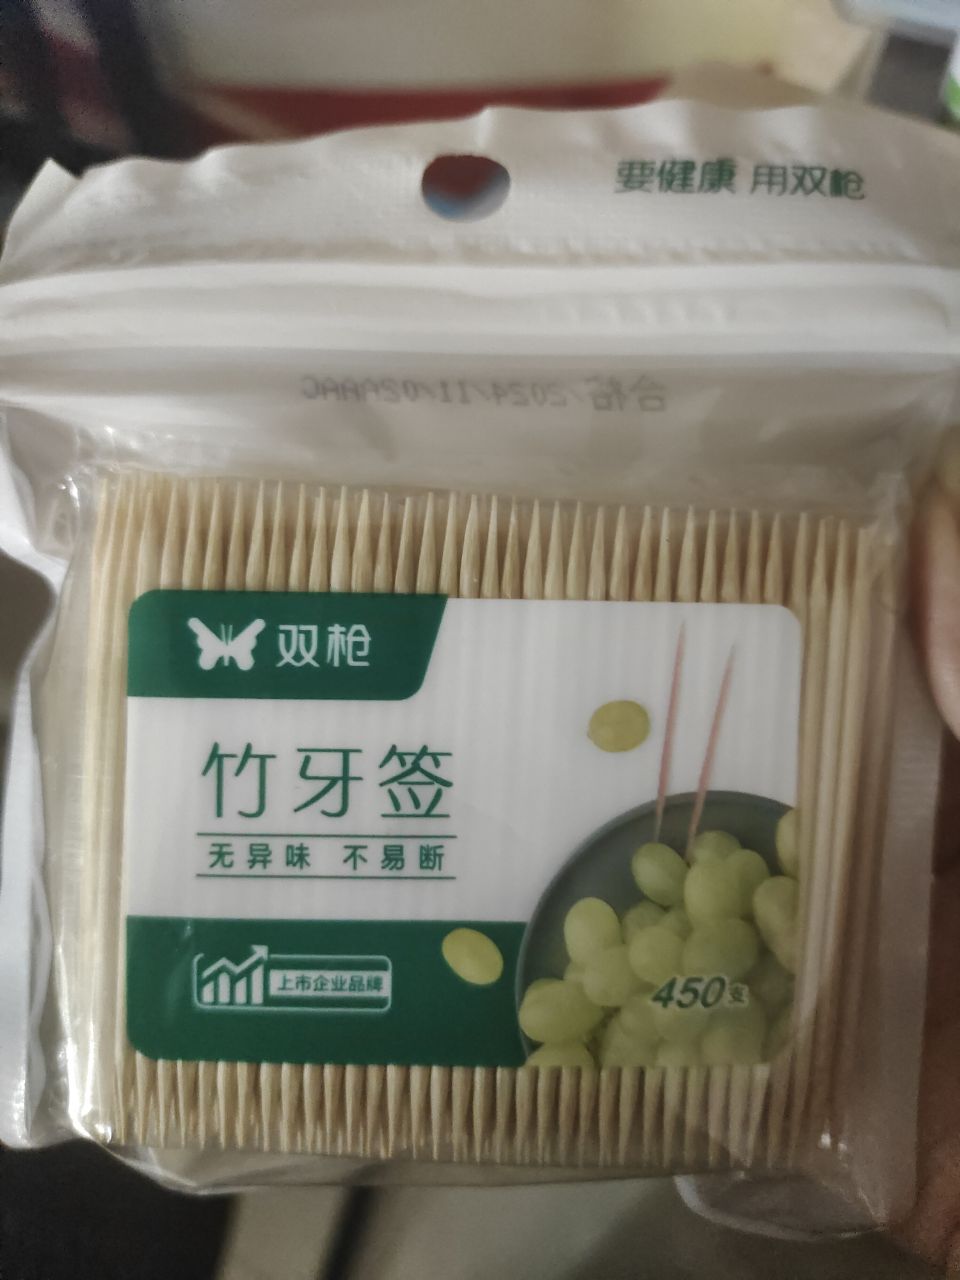 要健康 用双枪
合格/2024/11/02AAAC
双枪
竹牙签
无异味 不易断
上市企业品牌
450支